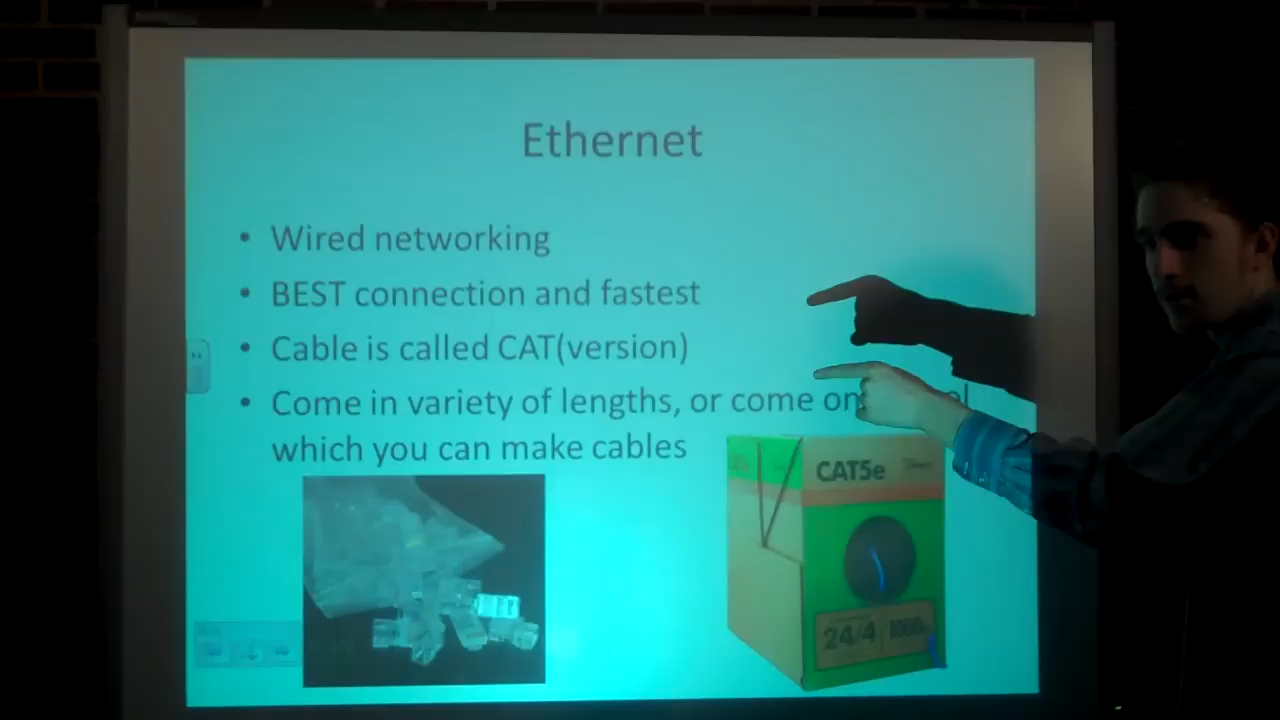 Ethernet
• Wired networking
• BEST connection and fastest
• Cable is called CAT(version)
• Come in variety of lengths, or come on
which you can make cables
CAT5e
24/4